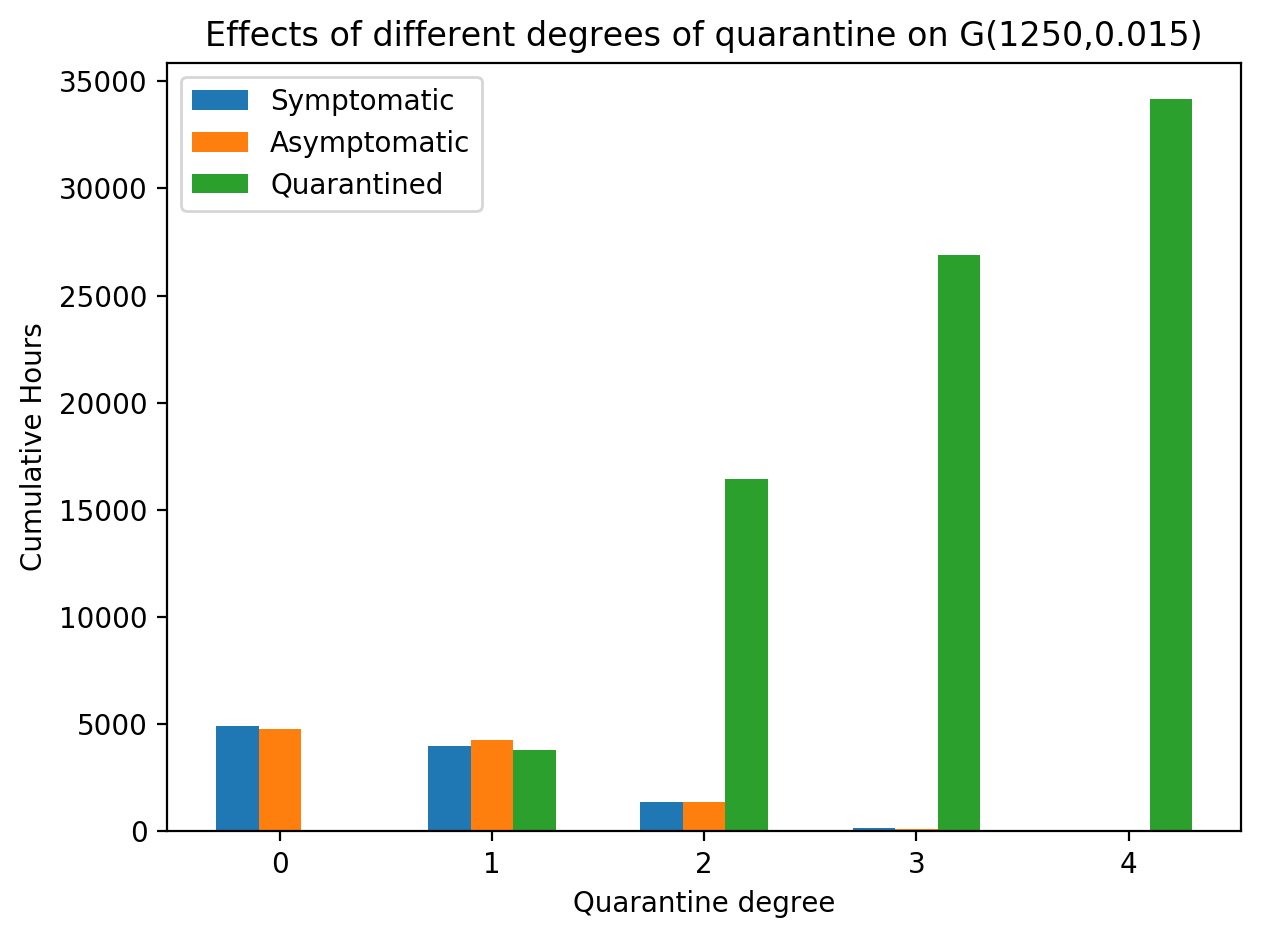 Effects of different degrees of quarantine on G(1250,0.015)
Symptomatic
Asymptomatic
Quarantined
Cumulative Hours
35000
30000
25000
20000
15000
10000
5000
0
0 1 2 3 4
Quarantine degree